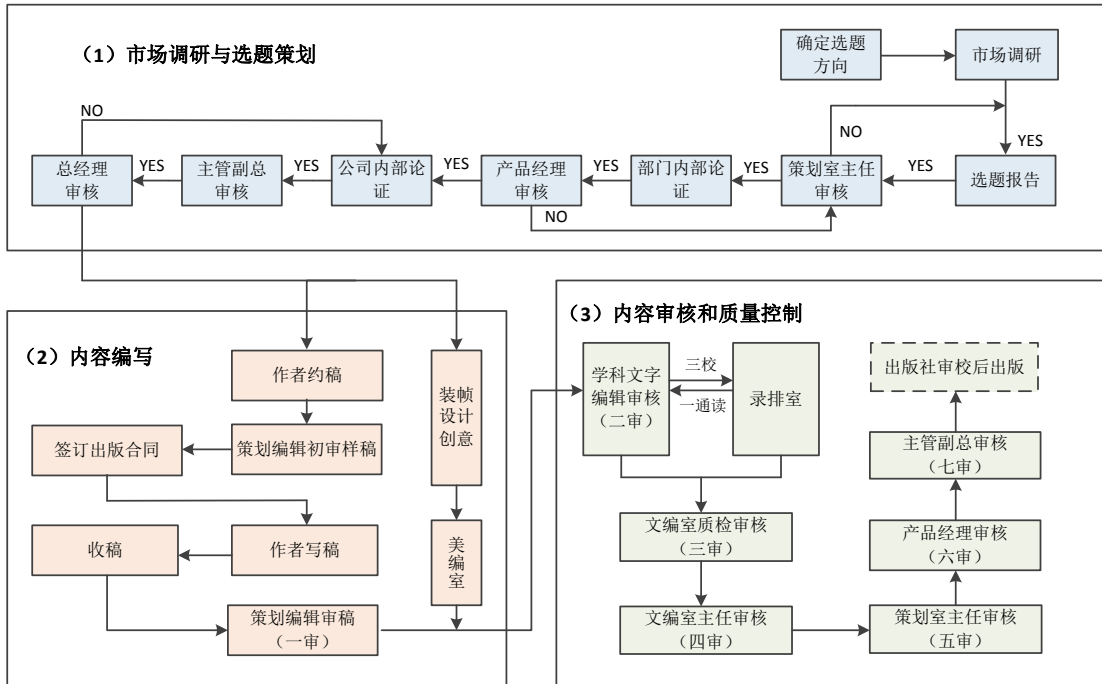 （1）市场调研与选题策划
确定选题
方向
市场调研
NO
NO
YES
总经理
审核
YES
主管副总
审核
YES
公司内部论
证
YES
产品经理
审核
YES
部门内部论
证
YES
策划室主任
审核
YES
选题报告
NO
（2）内容编写
作者约稿
签订出版合同
策划编辑初审样稿
收稿
作者写稿
策划编辑审稿
（一审）
装帧
设计
创意
美
编
室
（3）内容审核和质量控制
学科文字
编辑审核
（二审）
三校
一通读
录排室
出版社审校后出版
主管副总审核
（七审）
文编室质检审核
（三审）
产品经理审核
（六审）
文编室主任审核
（四审）
策划室主任审核
（五审）